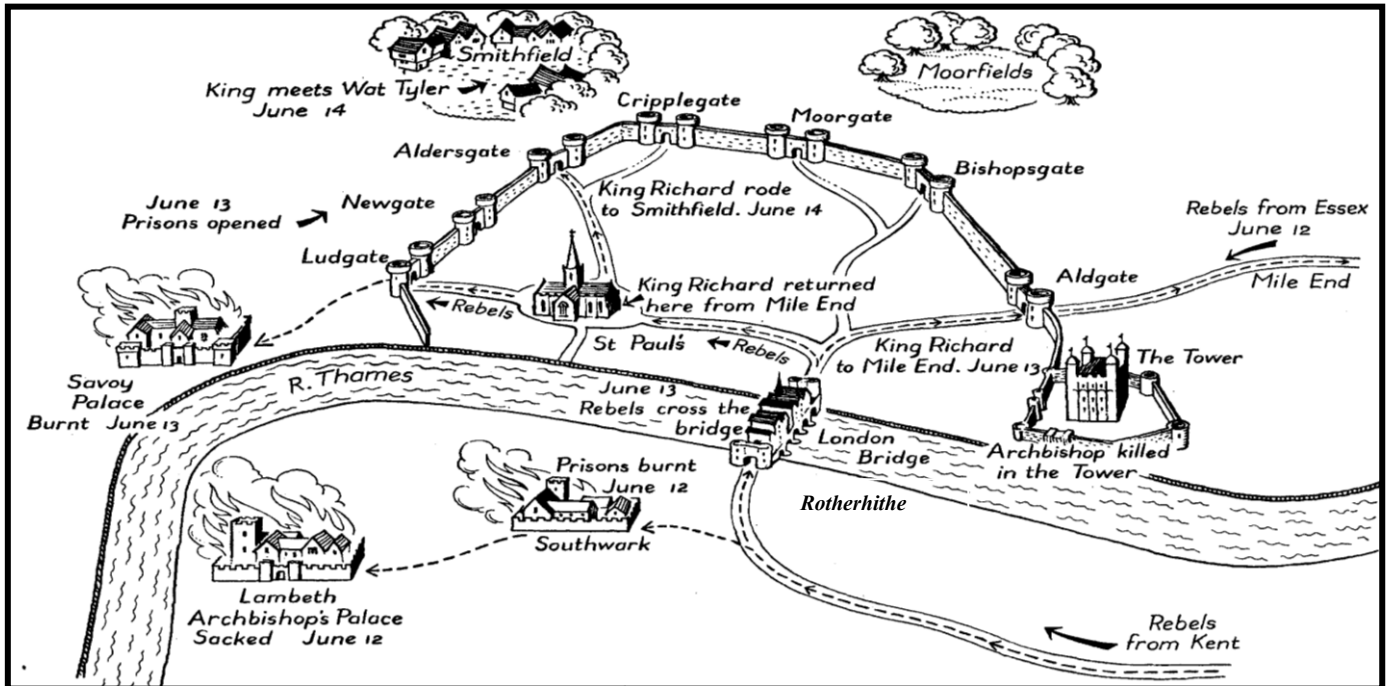 Smithfield
Moorfields
King meets Wat Tyler
June 14
Cripplegate
Moorgate
Aldersgate
Bishopsgate
June 13
Prisons opened
Newgate
King Richard rode
to Smithfield. June 14
Rebels from Essex
June 12
Ludgate
Aldgate
Mile End
King Richard returned
here from Mile End
Rebels
St Paul's
Rebels
King Richard
to Mile End. June 13
The Tower
Savoy
Palace
Burnt June 13
R. Thames
June 13
Rebels cross the
bridge
London
Bridge
Archbishop killed
in the Tower
Prisons burnt
June 12
Rotherhithe
Southwark
Lambeth
Archbishop's Palace
Sacked June 12
Rebels
from Kent